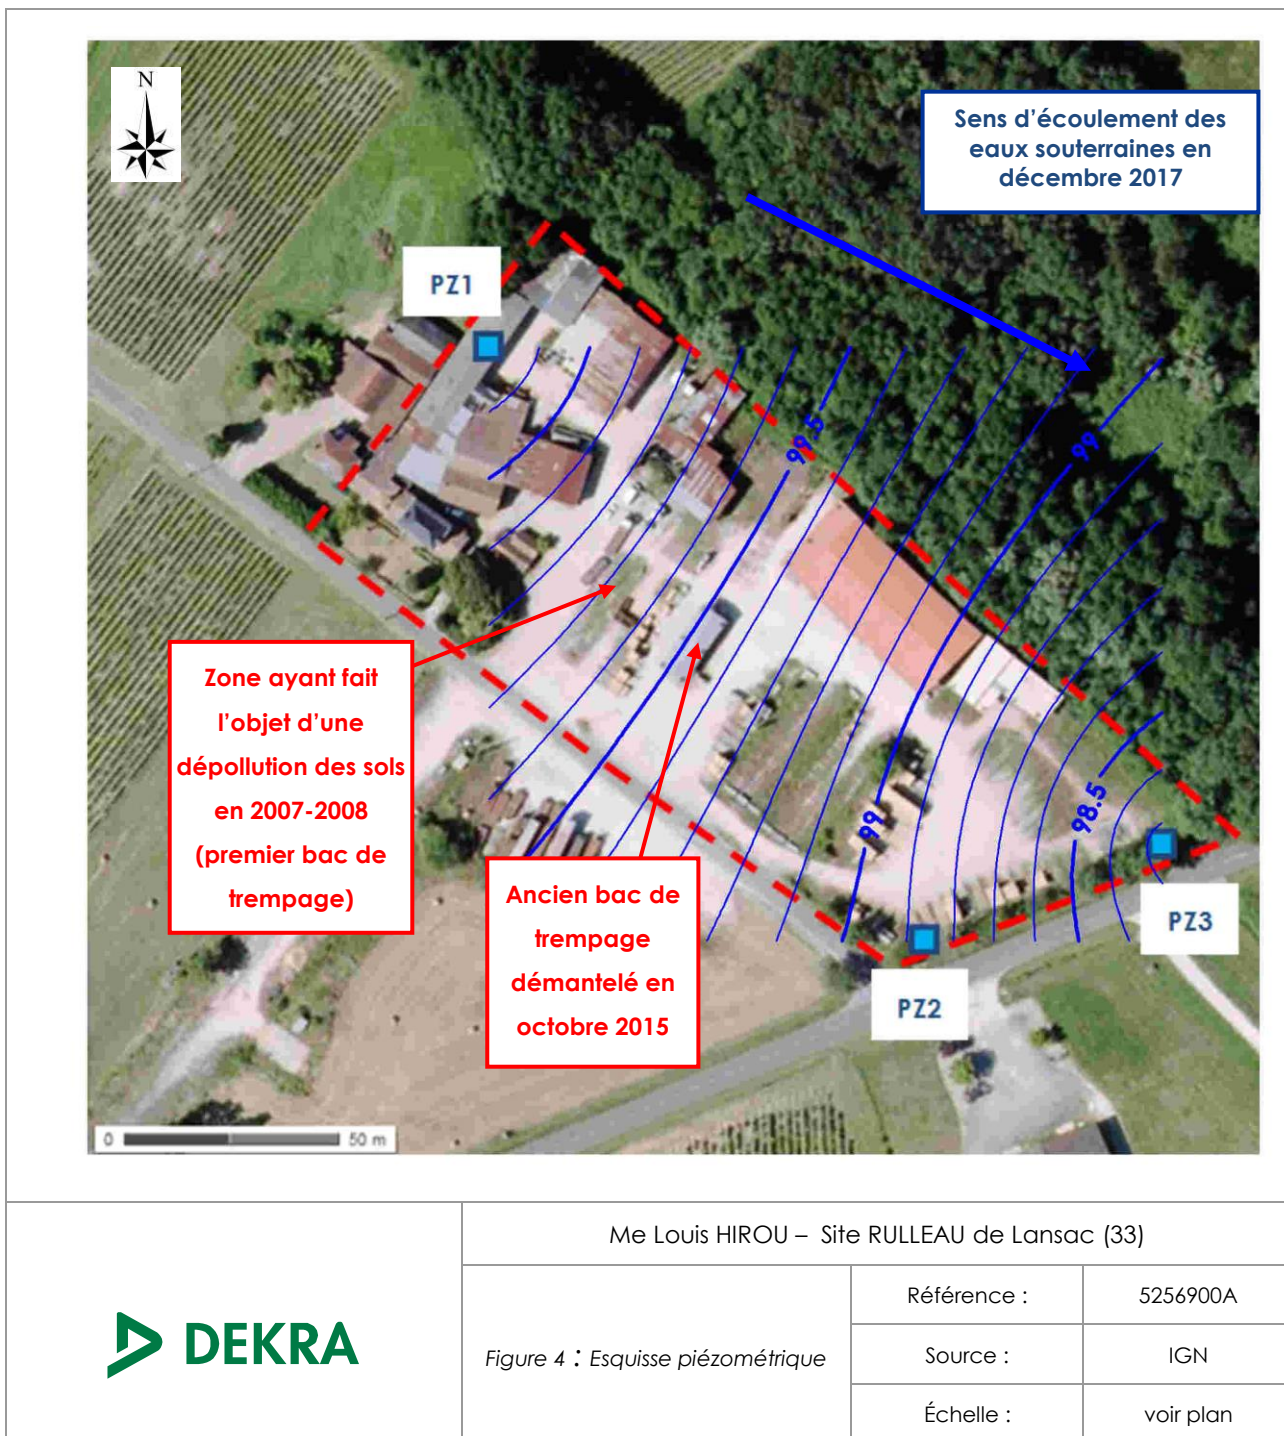 N
Sens d'écoulement des
eaux souterraines en
décembre 2017
PZ1
99.5
99
Zone ayant fait
l'objet d'une
dépollution des sols
en 2007-2008
(premier bac de
trempage)
99
98.5
Ancien bac de
trempage
démantelé en
octobre 2015
PZ3
PZ2
0 50 m
Me Louis HIROU – Site RULLEAU de Lansac (33)
DEKRA
Figure 4 : Esquisse piézométrique
Référence : 5256900A
Source : IGN
Échelle : voir plan